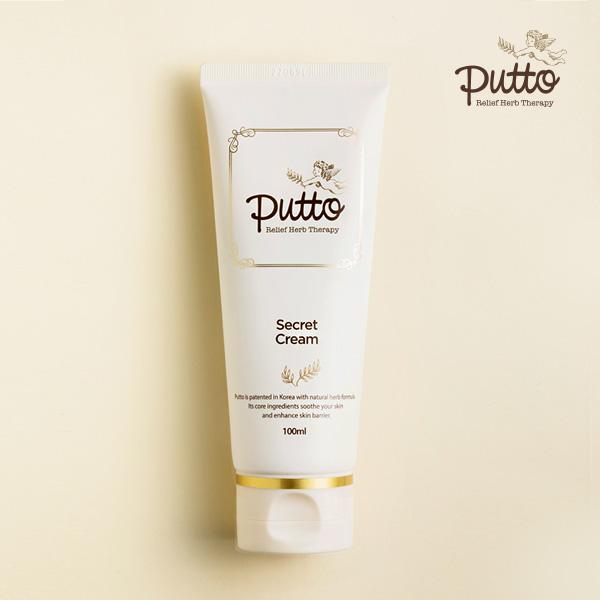 Putto
Relief Herb Therapy
Putto
Relief Herb Therapy
Secret
Cream
Putto is patented in Korea with natural herb formula.
Its core ingredients soothe your skin
and enhance skin barrier.
100ml